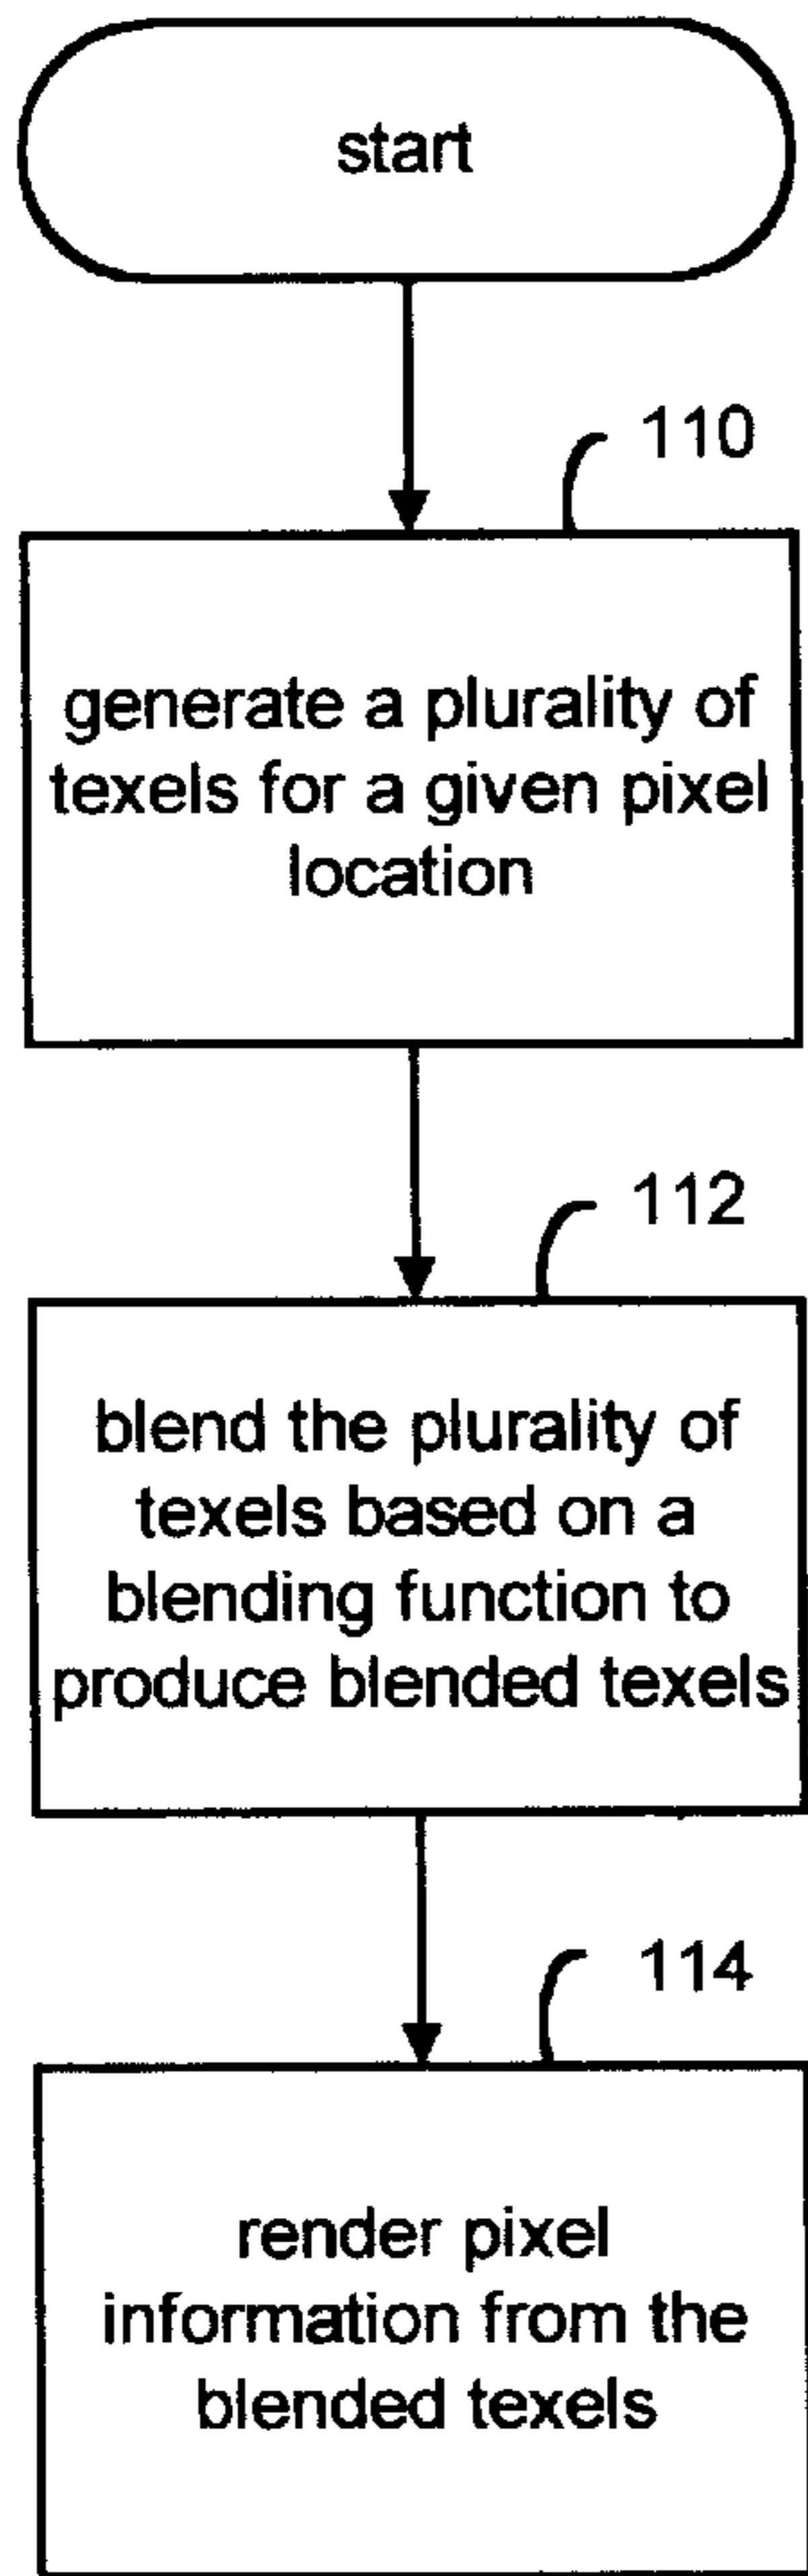 start
110
generate a plurality of
texels for a given pixel
location
112
blend the plurality of
texels based on a
blending function to
produce blended texels
114
render pixel
information from the
blended texels